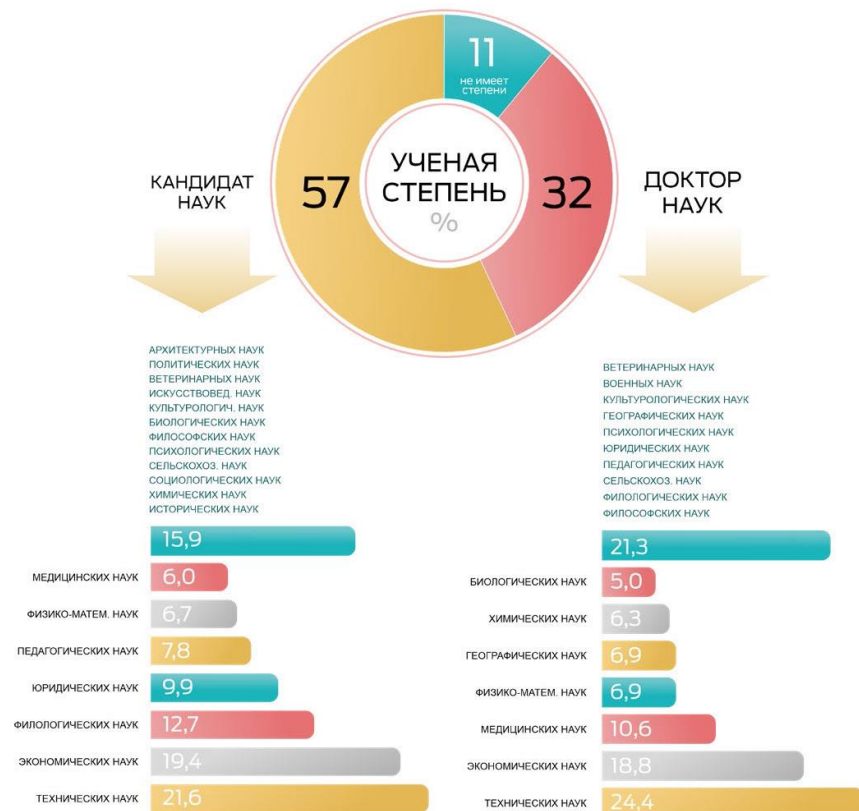 11
не имеет
степени
УЧЕНАЯ
СТЕПЕНЬ
%
57
32
КАНДИДАТ
НАУК
ДОКТОР
НАУК
АРХИТЕКТУРНЫХ НАУК
ПОЛИТИЧЕСКИХ НАУК
ВЕТЕРИНАРНЫХ НАУК
ИСКУССТВОВЕД. НАУК
КУЛЬТУРОЛОГИЧ. НАУК
БИОЛОГИЧЕСКИХ НАУК
ФИЛОСОФСКИХ НАУК
ПСИХОЛОГИЧЕСКИХ НАУК
СЕЛЬСКОХОЗ. НАУК
СОЦИОЛОГИЧЕСКИХ НАУК
ХИМИЧЕСКИХ НАУК
ИСТОРИЧЕСКИХ НАУК
15,9
МЕДИЦИНСКИХ НАУК 6,0
ФИЗИКО-МАТЕМ. НАУК 6,7
ПЕДАГОГИЧЕСКИХ НАУК 7,8
ЮРИДИЧЕСКИХ НАУК 9,9
ФИЛОЛОГИЧЕСКИХ НАУК 12,7
ЭКОНОМИЧЕСКИХ НАУК 19,4
ТЕХНИЧЕСКИХ НАУК 21,6
ВЕТЕРИНАРНЫХ НАУК
ВОЕННЫХ НАУК
КУЛЬТУРОЛОГИЧЕСКИХ НАУК
ГЕОГРАФИЧЕСКИХ НАУК
ПСИХОЛОГИЧЕСКИХ НАУК
ЮРИДИЧЕСКИХ НАУК
ПЕДАГОГИЧЕСКИХ НАУК
СЕЛЬСКОХОЗ. НАУК
ФИЛОЛОГИЧЕСКИХ НАУК
ФИЛОСОФСКИХ НАУК
21,3
БИОЛОГИЧЕСКИХ НАУК 5,0
ХИМИЧЕСКИХ НАУК 6,3
ГЕОГРАФИЧЕСКИХ НАУК 6,9
ФИЗИКО-МАТЕМ. НАУК 6,9
МЕДИЦИНСКИХ НАУК 10,6
ЭКОНОМИЧЕСКИХ НАУК 18,8
ТЕХНИЧЕСКИХ НАУК 24,4